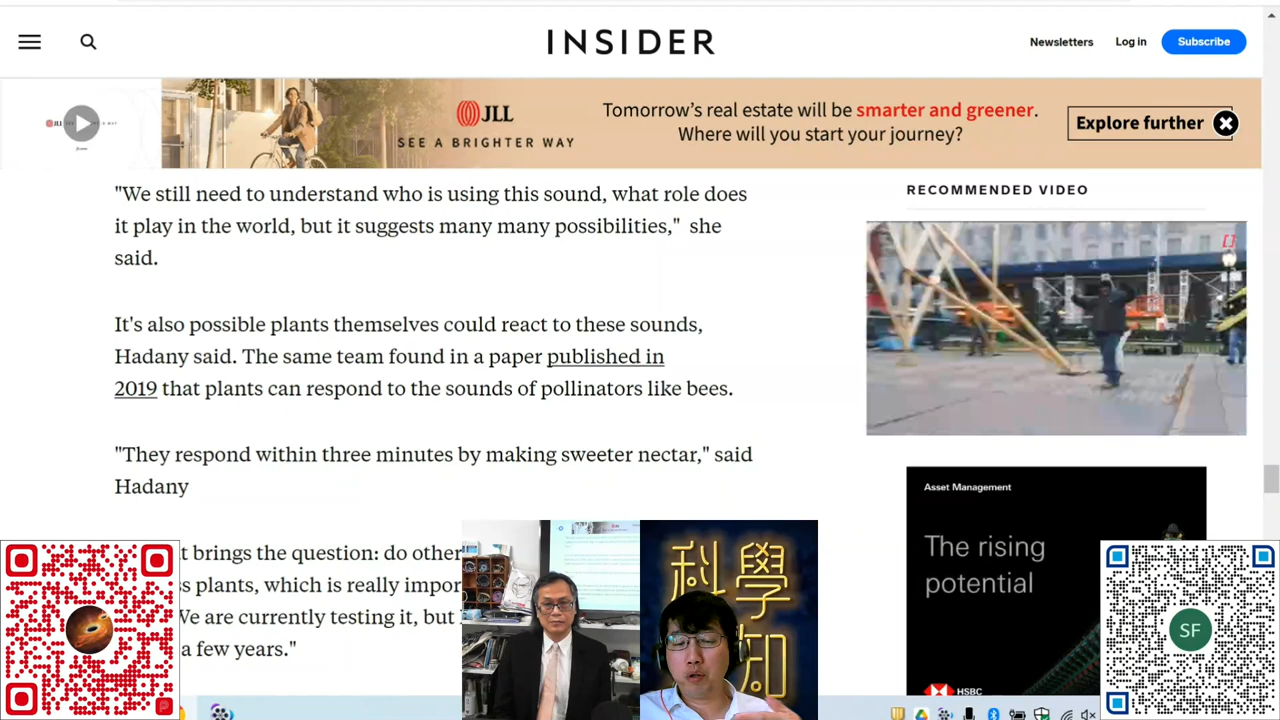 INSIDER
Newsletters
Log in
Subscribe
JLL
SEE A BRIGHTER WAY
Tomorrow's real estate will be smarter and greener.
Where will you start your journey?
Explore further
"We still need to understand who is using this sound, what role does
it play in the world, but it suggests many many possibilities," she
said.
It's also possible plants themselves could react to these sounds,
Hadany said. The same team found in a paper published in
2019 that plants can respond to the sounds of pollinators like bees.
"They respond within three minutes by making sweeter nectar," said
Hadany
t brings the question: do other
s plants, which is really impor
We are currently testing it, but
a few years."
RECOMMENDED VIDEO
Asset Management
The rising
potential
HSBC
科學
知
SF